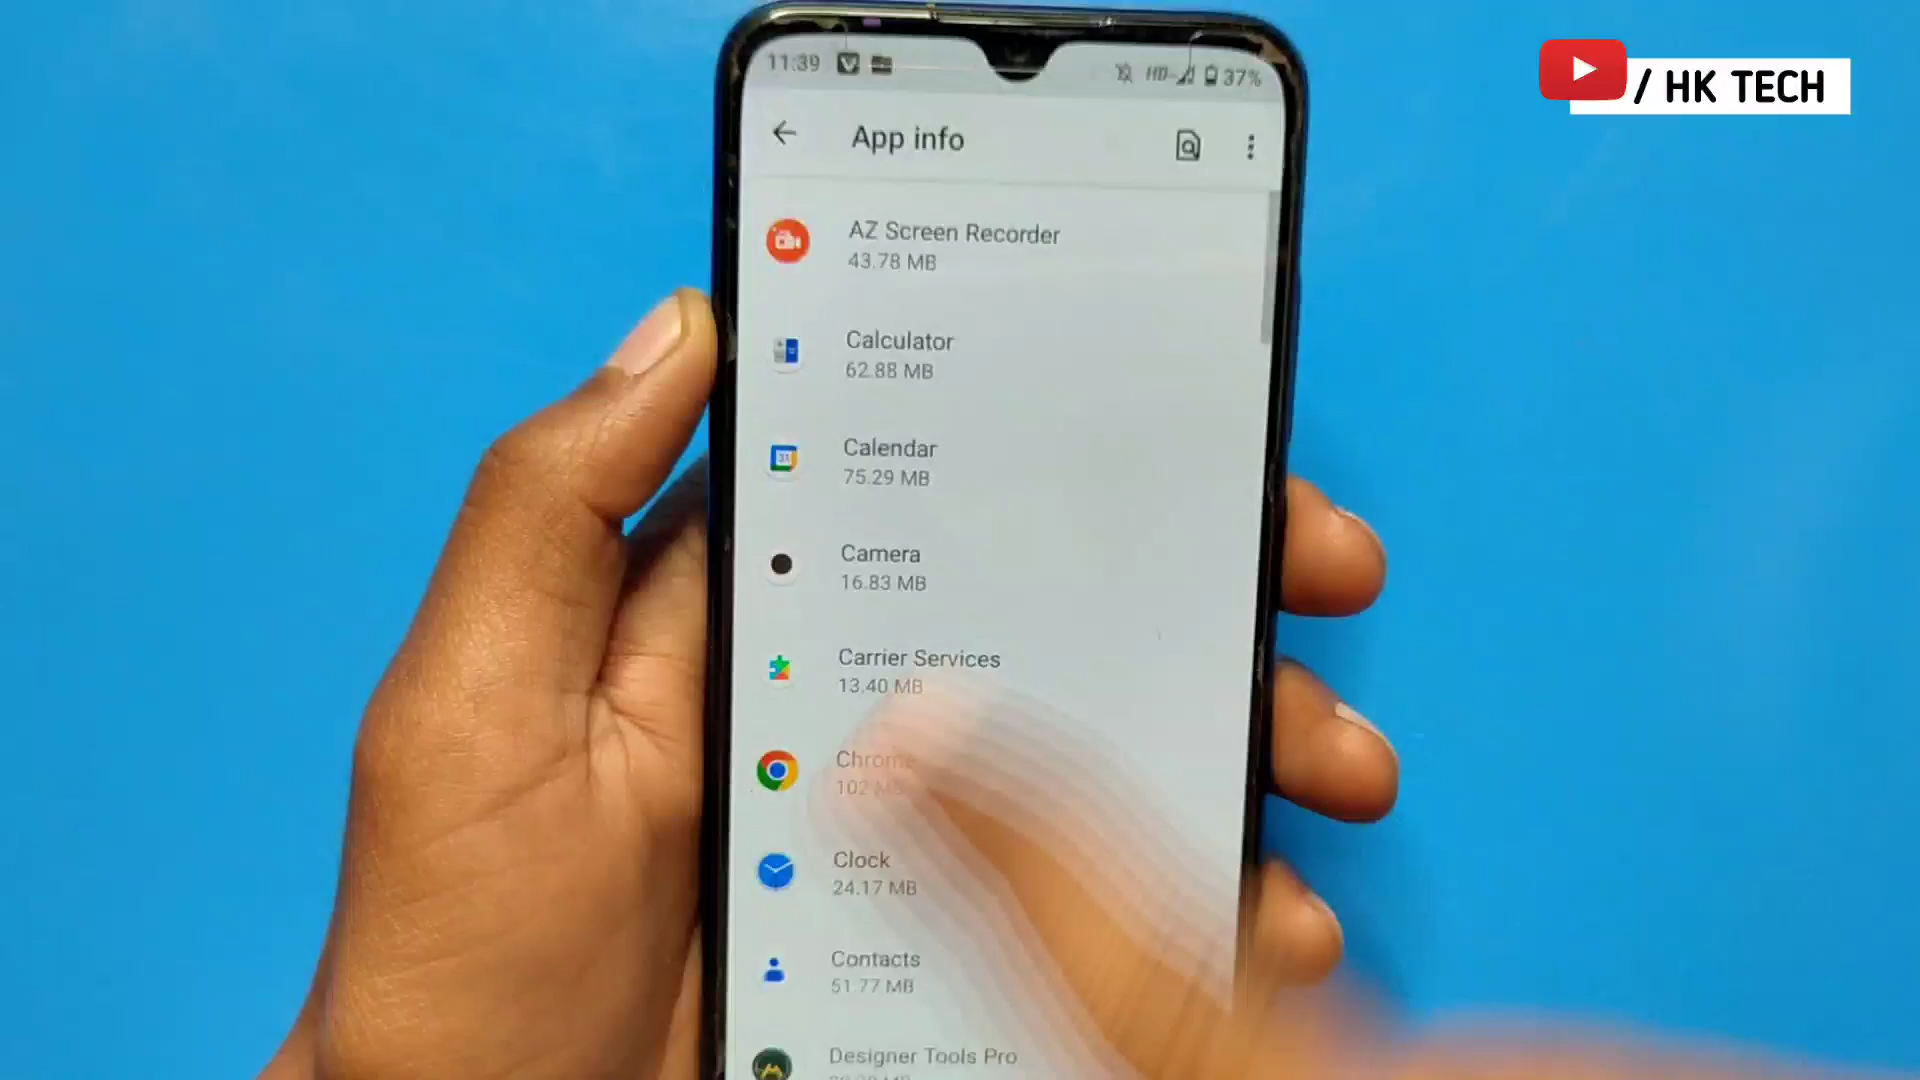 / HK TECH
11:39
HD
37%
App info
AZ Screen Recorder
43.78 MB
Calculator
62.88 MB
31
Calendar
75.29 MB
Camera
16.83 MB
Carrier Services
13.40 MB
Chrome
102 MB
Clock
24.17 MB
Contacts
51.77 MB
Designer Tools Pro